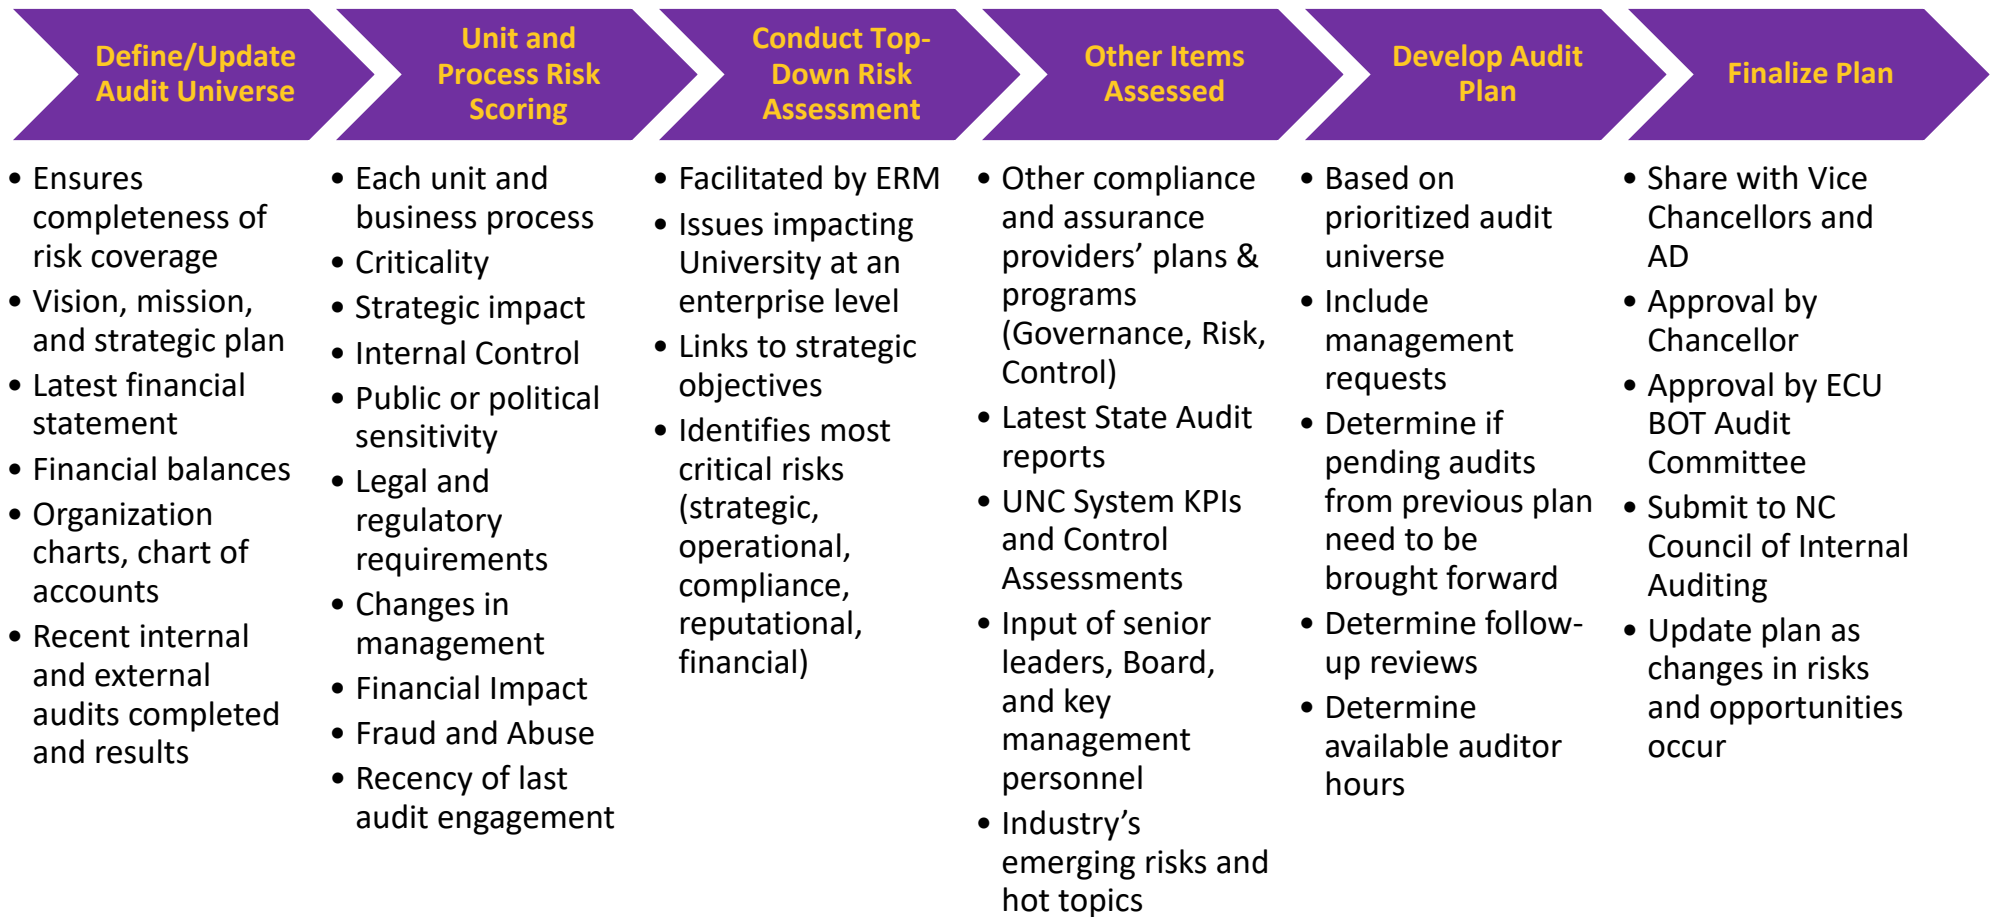 Define/Update
Audit Universe
• Ensures
completeness of
risk coverage
• Vision, mission,
and strategic plan
• Latest financial
statement
• Financial balances
• Organization
charts, chart of
accounts
• Recent internal
and external
audits completed
and results
Unit and
Process Risk
Scoring
• Each unit and
business process
• Criticality
• Strategic impact
• Internal Control
• Public or political
sensitivity
• Legal and
regulatory
requirements
• Changes in
management
• Financial Impact
• Fraud and Abuse
• Recency of last
audit engagement
Conduct Top-
Down Risk
Assessment
• Facilitated by ERM
• Issues impacting
University at an
enterprise level
• Links to strategic
objectives
• Identifies most
critical risks
(strategic,
operational,
compliance,
reputational,
financial)
Other Items
Assessed
• Other compliance
and assurance
providers’ plans &
programs
(Governance, Risk,
Control)
• Latest State Audit
reports
• UNC System KPIs
and Control
Assessments
• Input of senior
leaders, Board,
and key
management
personnel
• Industry’s
emerging risks and
hot topics
Develop Audit
Plan
• Based on
prioritized audit
universe
• Include
management
requests
• Determine if
pending audits
from previous plan
need to be
brought forward
• Determine follow-
up reviews
• Determine
available auditor
hours
Finalize Plan
• Share with Vice
Chancellors and
AD
• Approval by
Chancellor
• Approval by ECU
BOT Audit
Committee
• Submit to NC
Council of Internal
Auditing
• Update plan as
changes in risks
and opportunities
occur